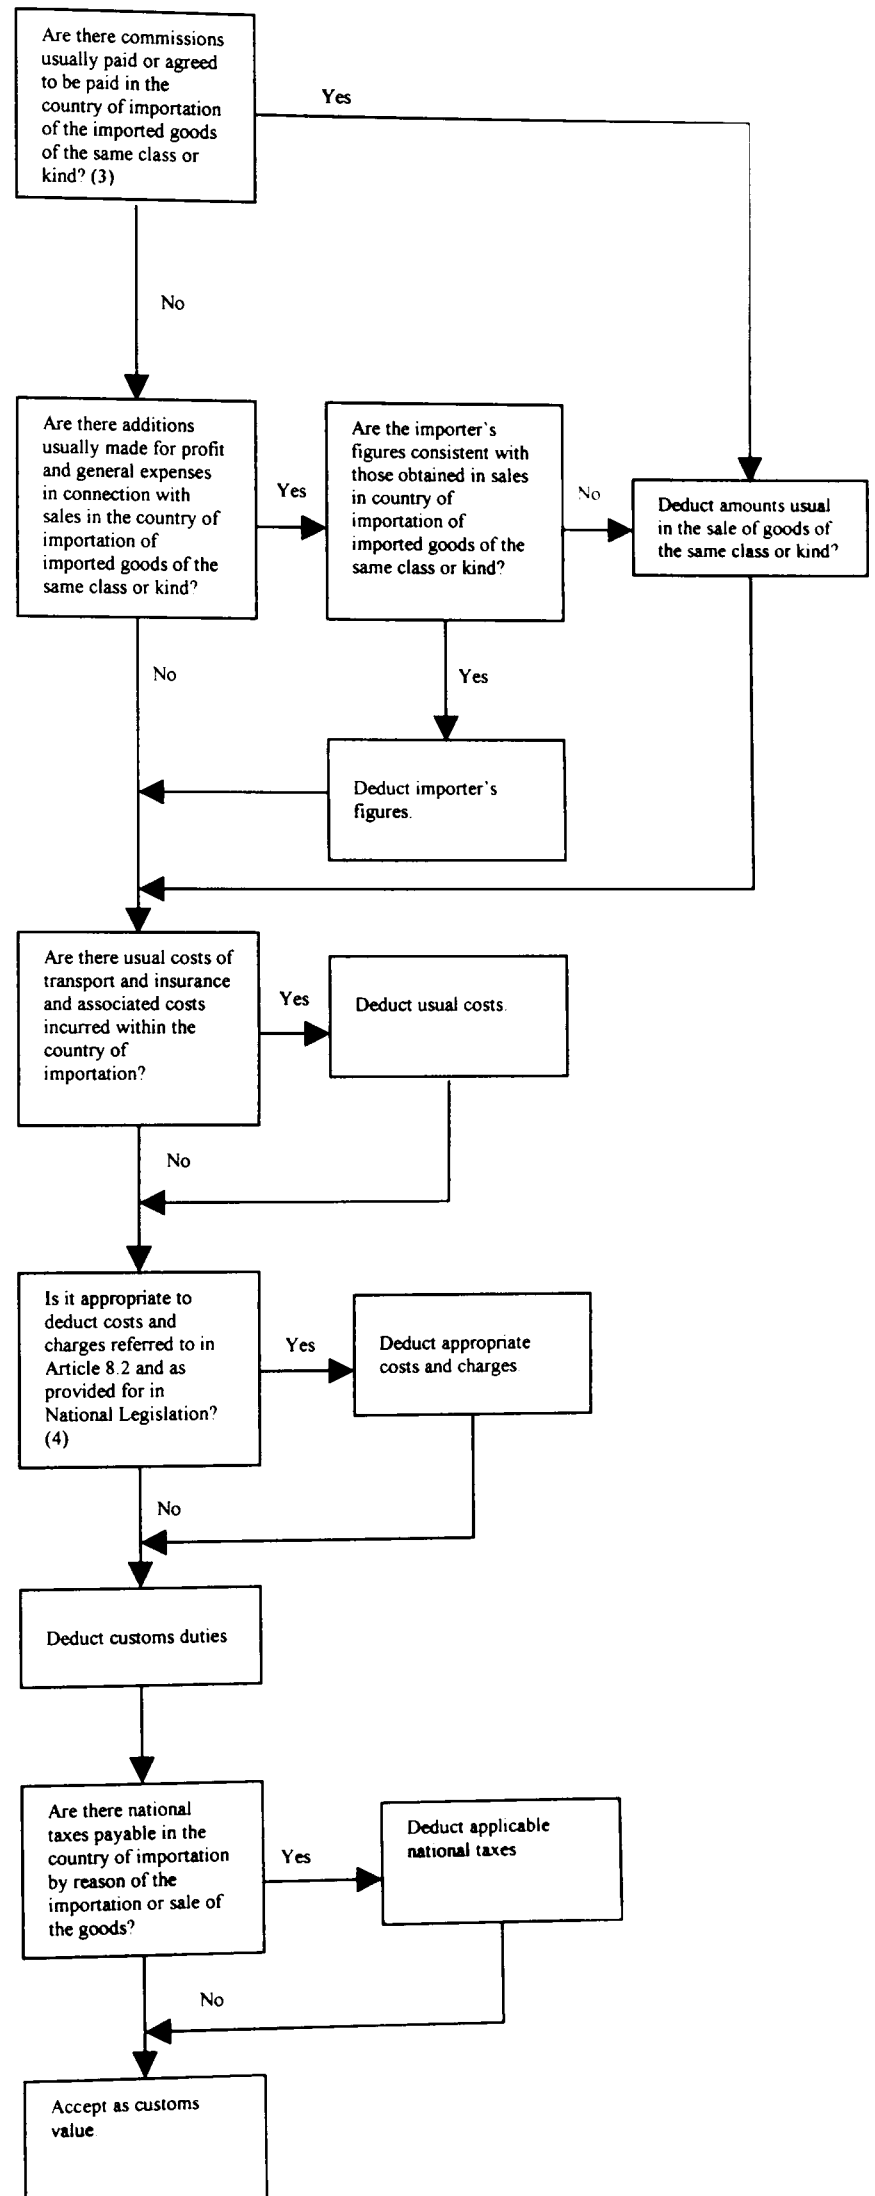 Are there commissions
usually paid or agreed
to be paid in the
country of importation
of the imported goods
of the same class or
kind? (3)
Yes
No
Are there additions
usually made for profit
and general expenses
in connection with
sales in the country of
importation of
imported goods of the
same class or kind?
Yes
Are the importer's
figures consistent with
those obtained in sales
in country of
importation of
imported goods of the
same class or kind?
No
Deduct amounts usual
in the sale of goods of
the same class or kind?
No
Yes
Deduct importer's
figures.
Are there usual costs of
transport and insurance
and associated costs
incurred within the
country of
importation?
Yes
Deduct usual costs.
No
Is it appropriate to
deduct costs and
charges referred to in
Article 8.2 and as
provided for in
National Legislation?
(4)
Yes
Deduct appropriate
costs and charges
No
Deduct customs duties
Are there national
taxes payable in the
country of importation
by reason of the
importation or sale of
the goods?
Yes
Deduct applicable
national taxes
No
Accept as customs
value.